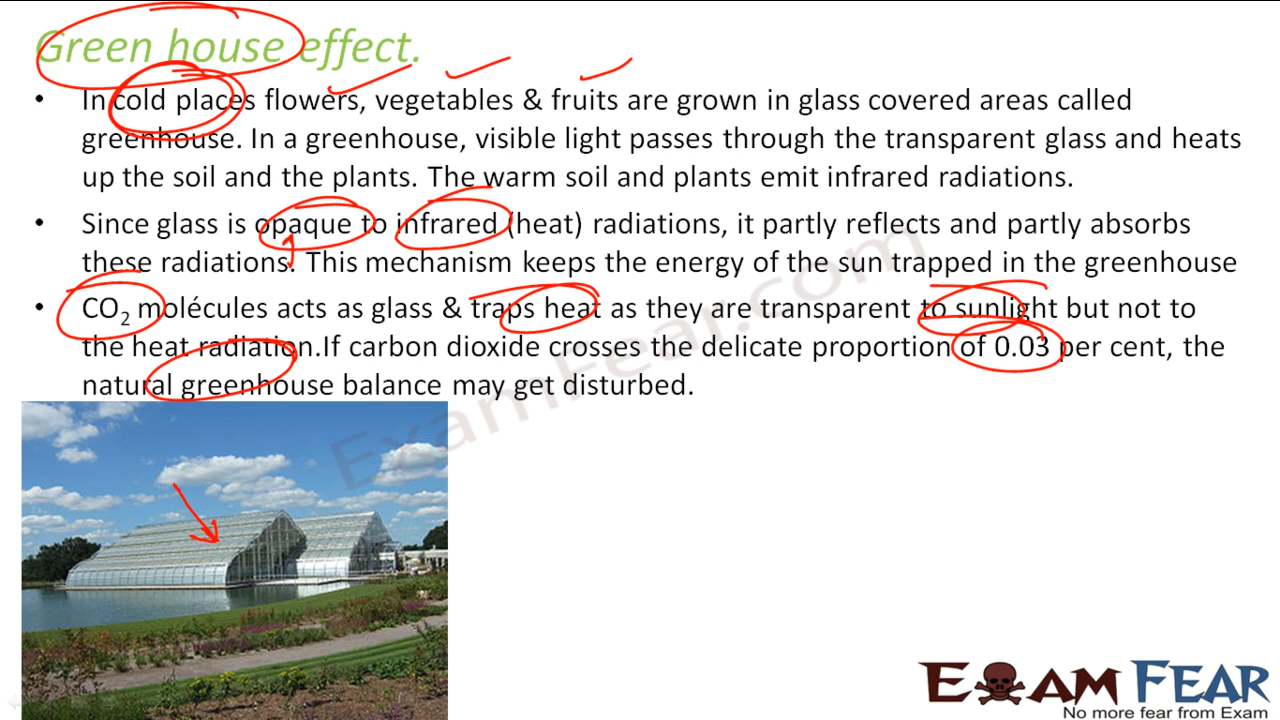 Green house effect.
• In cold places flowers, vegetables & fruits are grown in glass covered areas called
greenhouse. In a greenhouse, visible light passes through the transparent glass and heats
up the soil and the plants. The warm soil and plants emit infrared radiations.
• Since glass is opaque to infrared (heat) radiations, it partly reflects and partly absorbs
these radiations. This mechanism keeps the energy of the sun trapped in the greenhouse
• CO₂ molécules acts as glass & traps heat as they are transparent to sunlight but not to
the heat radiation.If carbon dioxide crosses the delicate proportion of 0.03 per cent, the
natural greenhouse balance may get disturbed.
ExamFear.com
EXAM FEAR
No more fear from Exam